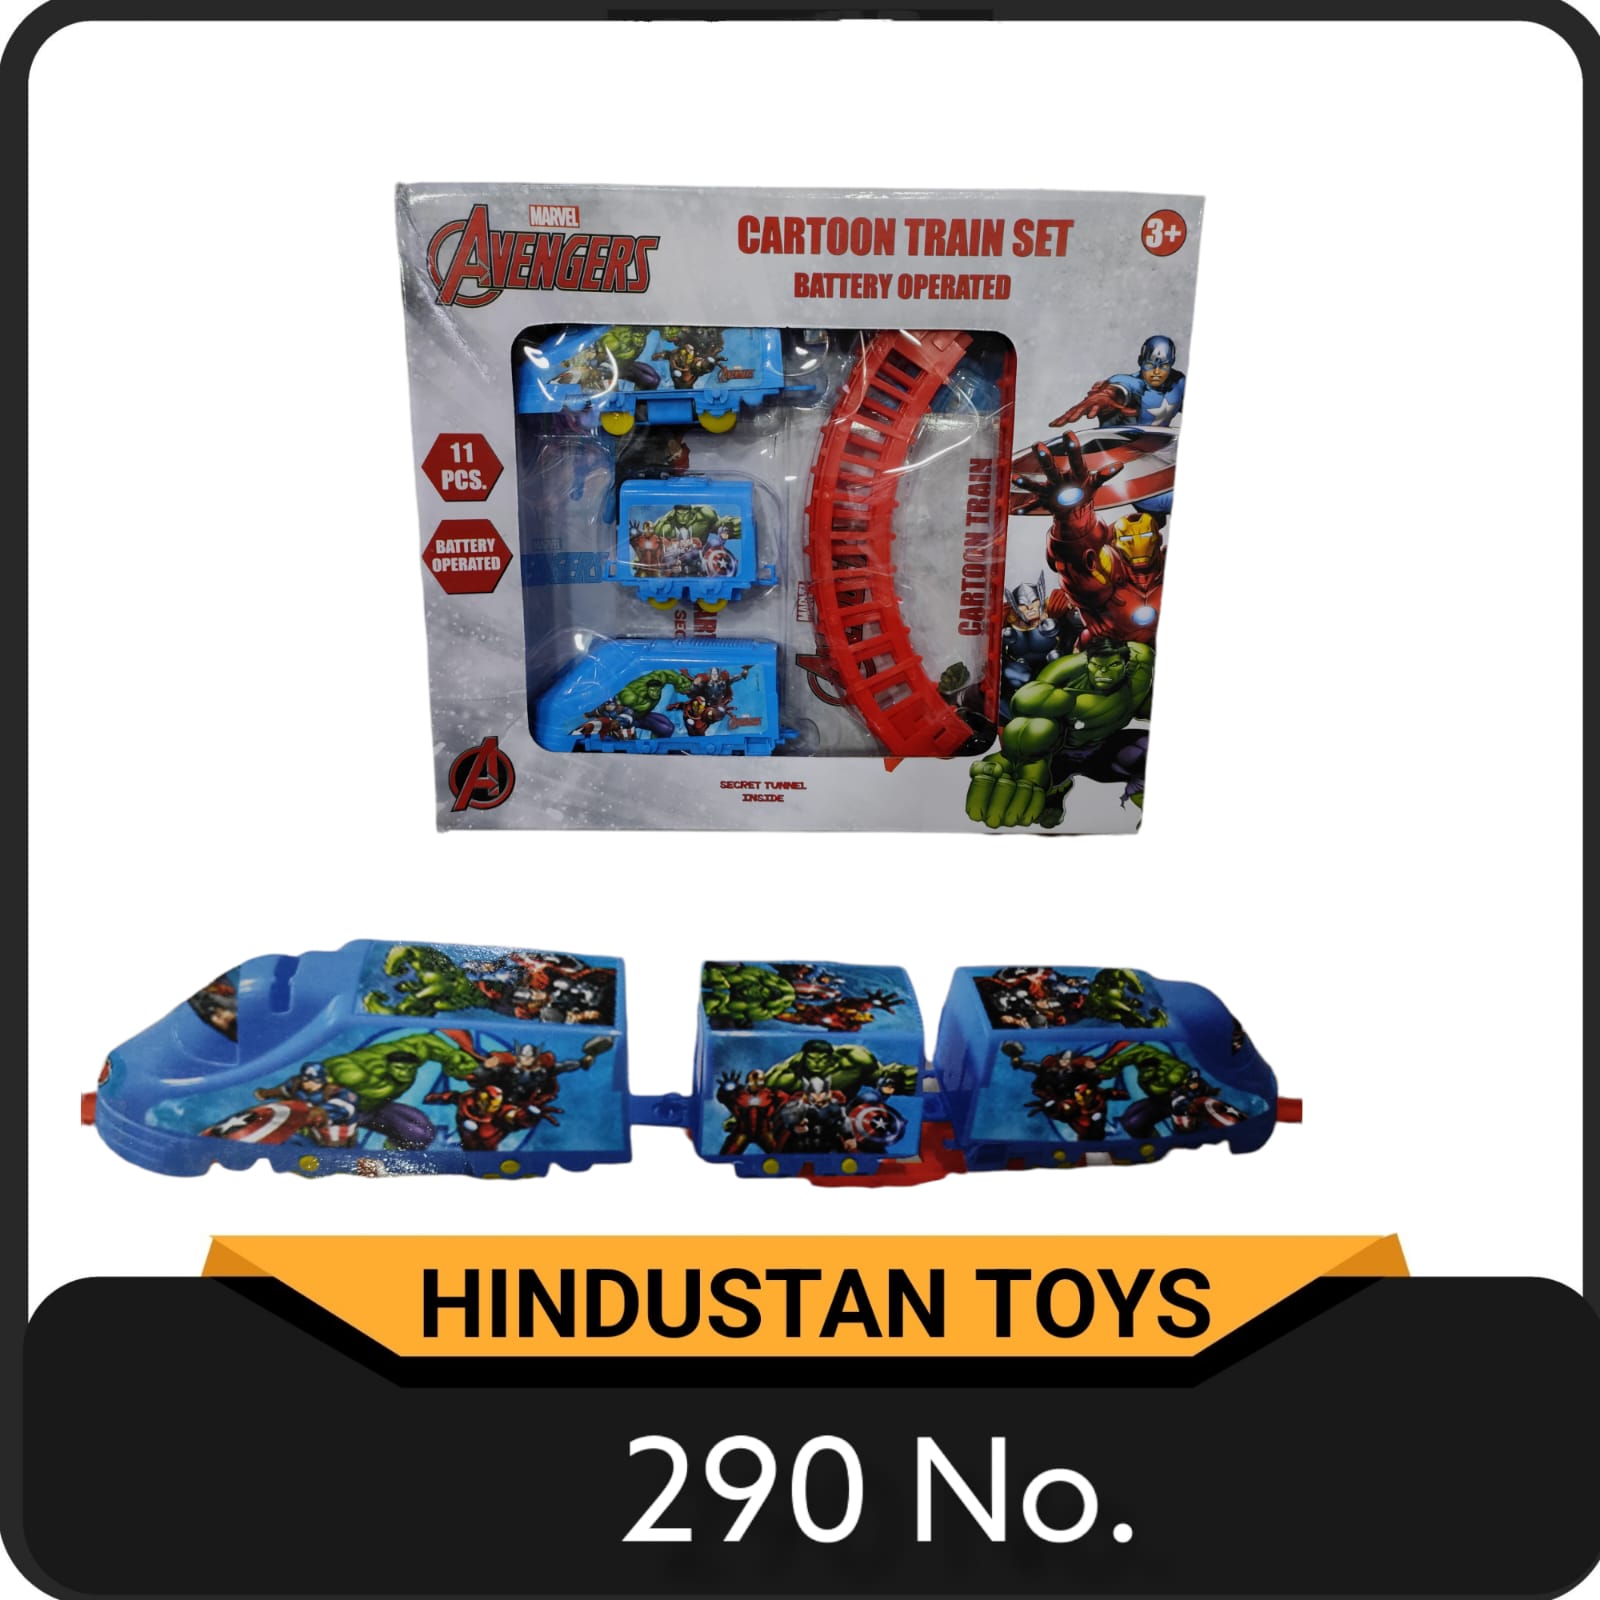 MARVEL
AVENGERS
CARTOON TRAIN SET
BATTERY OPERATED
3+
11
PCS.
BATTERY
OPERATED
CARTOON TRAIN
MARVEL
SECRET TUNNEL
INSIDE
HINDUSTAN TOYS
290 No.